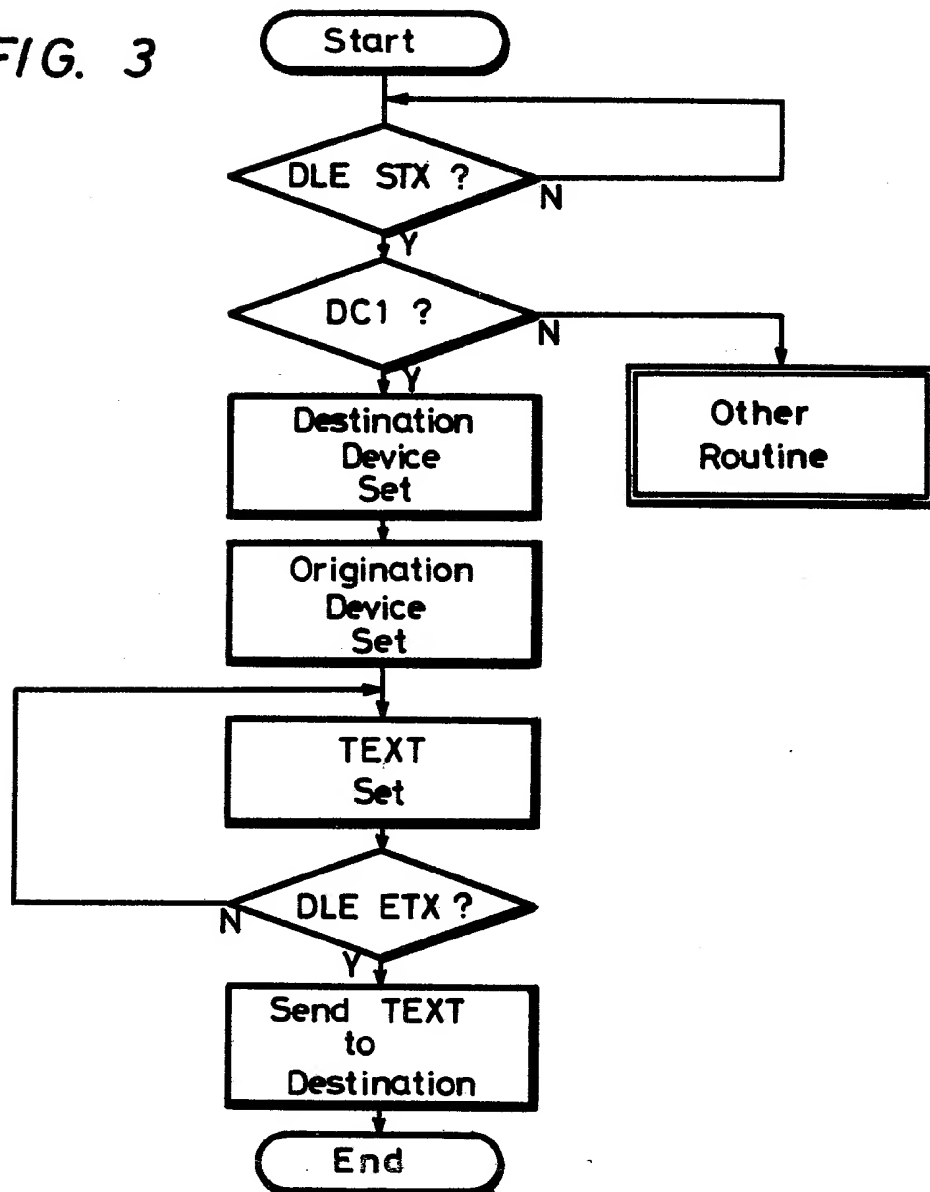 FIG. 3
Start
DLE STX ?
N
Y
DC1 ?
N
Y
Other
Routine
Destination
Device
Set
Origination
Device
Set
TEXT
Set
DLE ETX ?
N
Y
Send TEXT
to
Destination
End